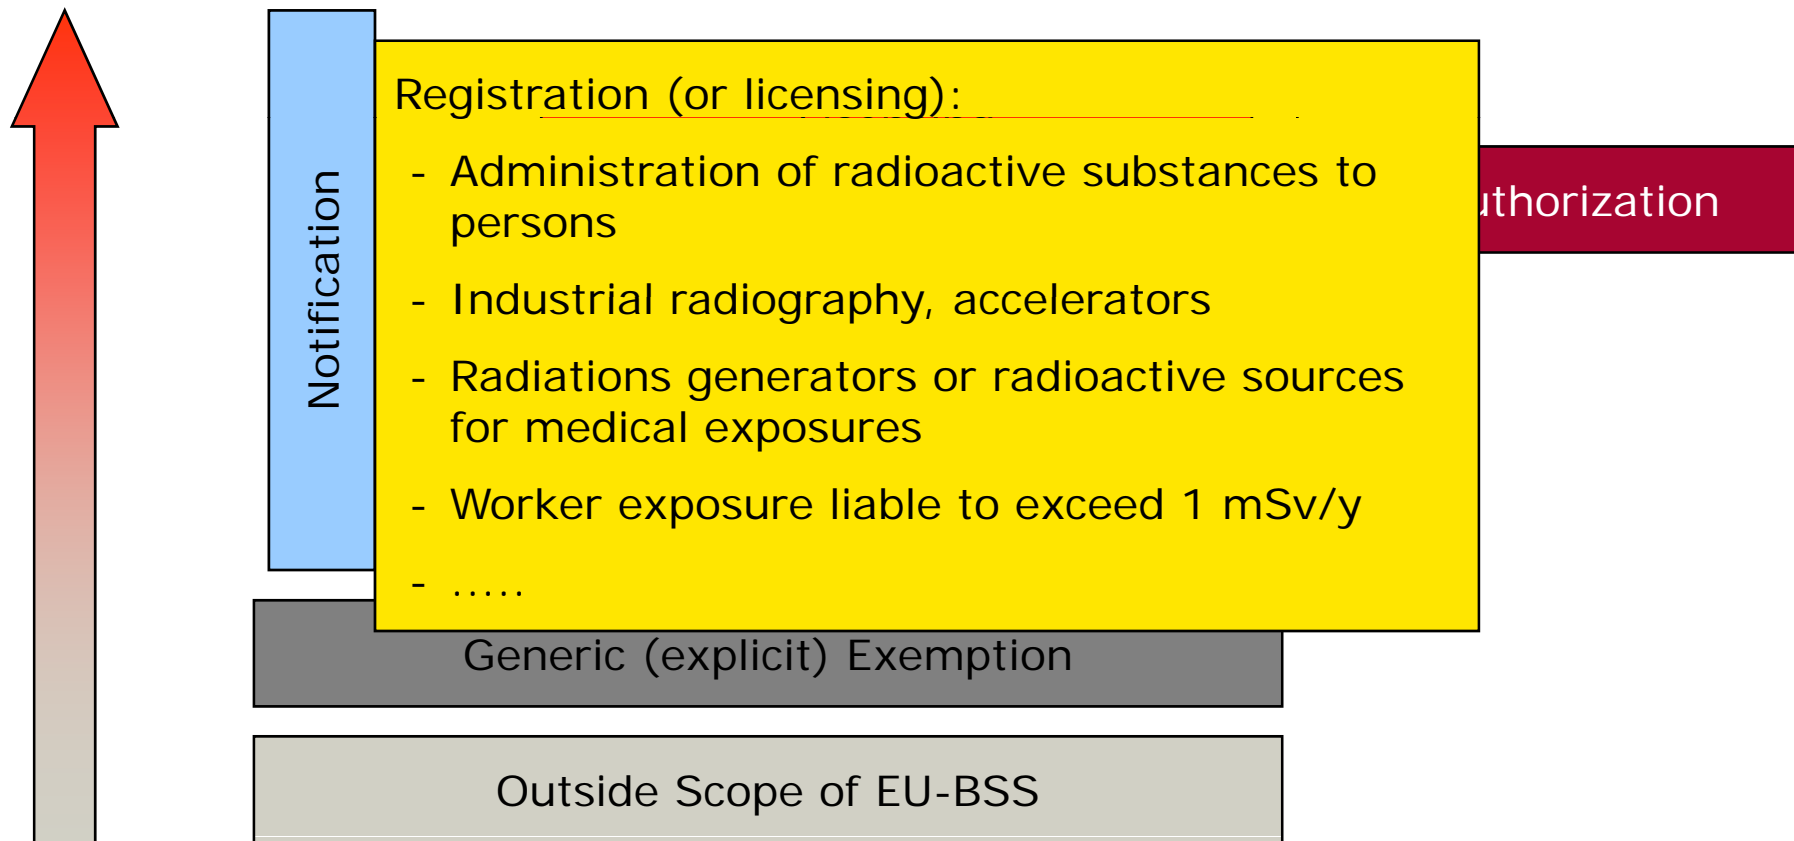 Registration (or licensing):
- Administration of radioactive substances to
persons
- Industrial radiography, accelerators
- Radiations generators or radioactive sources
for medical exposures
- Worker exposure liable to exceed 1 mSv/y
- .....
Notification
uthorization
Generic (explicit) Exemption
Outside Scope of EU-BSS